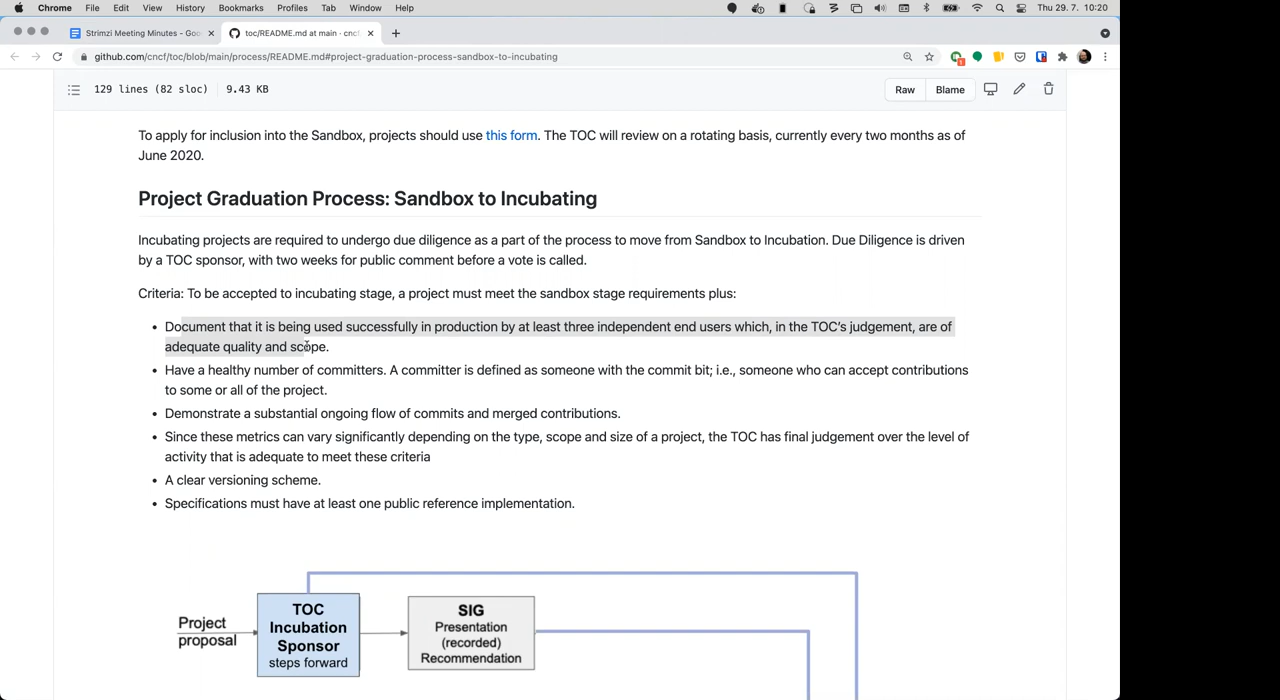 Chrome File Edit View History Bookmarks Profiles Tab Window Help Thu 29. 7. 10:20
Strimzi Meeting Minutes - Goo toc/README.md at main · cncf
github.com/cncf/toc/blob/main/process/README.md#project-graduation-process-sandbox-to-incubating
129 lines (82 sloc) 9.43 KB Raw Blame
To apply for inclusion into the Sandbox, projects should use this form. The TOC will review on a rotating basis, currently every two months as of
June 2020.
Project Graduation Process: Sandbox to Incubating
Incubating projects are required to undergo due diligence as a part of the process to move from Sandbox to Incubation. Due Diligence is driven
by a TOC sponsor, with two weeks for public comment before a vote is called.
Criteria: To be accepted to incubating stage, a project must meet the sandbox stage requirements plus:
• Document that it is being used successfully in production by at least three independent end users which, in the TOC's judgement, are of
adequate quality and scope.
• Have a healthy number of committers. A committer is defined as someone with the commit bit; i.e., someone who can accept contributions
to some or all of the project.
• Demonstrate a substantial ongoing flow of commits and merged contributions.
• Since these metrics can vary significantly depending on the type, scope and size of a project, the TOC has final judgement over the level of
activity that is adequate to meet these criteria
• A clear versioning scheme.
• Specifications must have at least one public reference implementation.
Project
proposal
TOC
Incubation
Sponsor
steps forward
SIG
Presentation
(recorded)
Recommendation